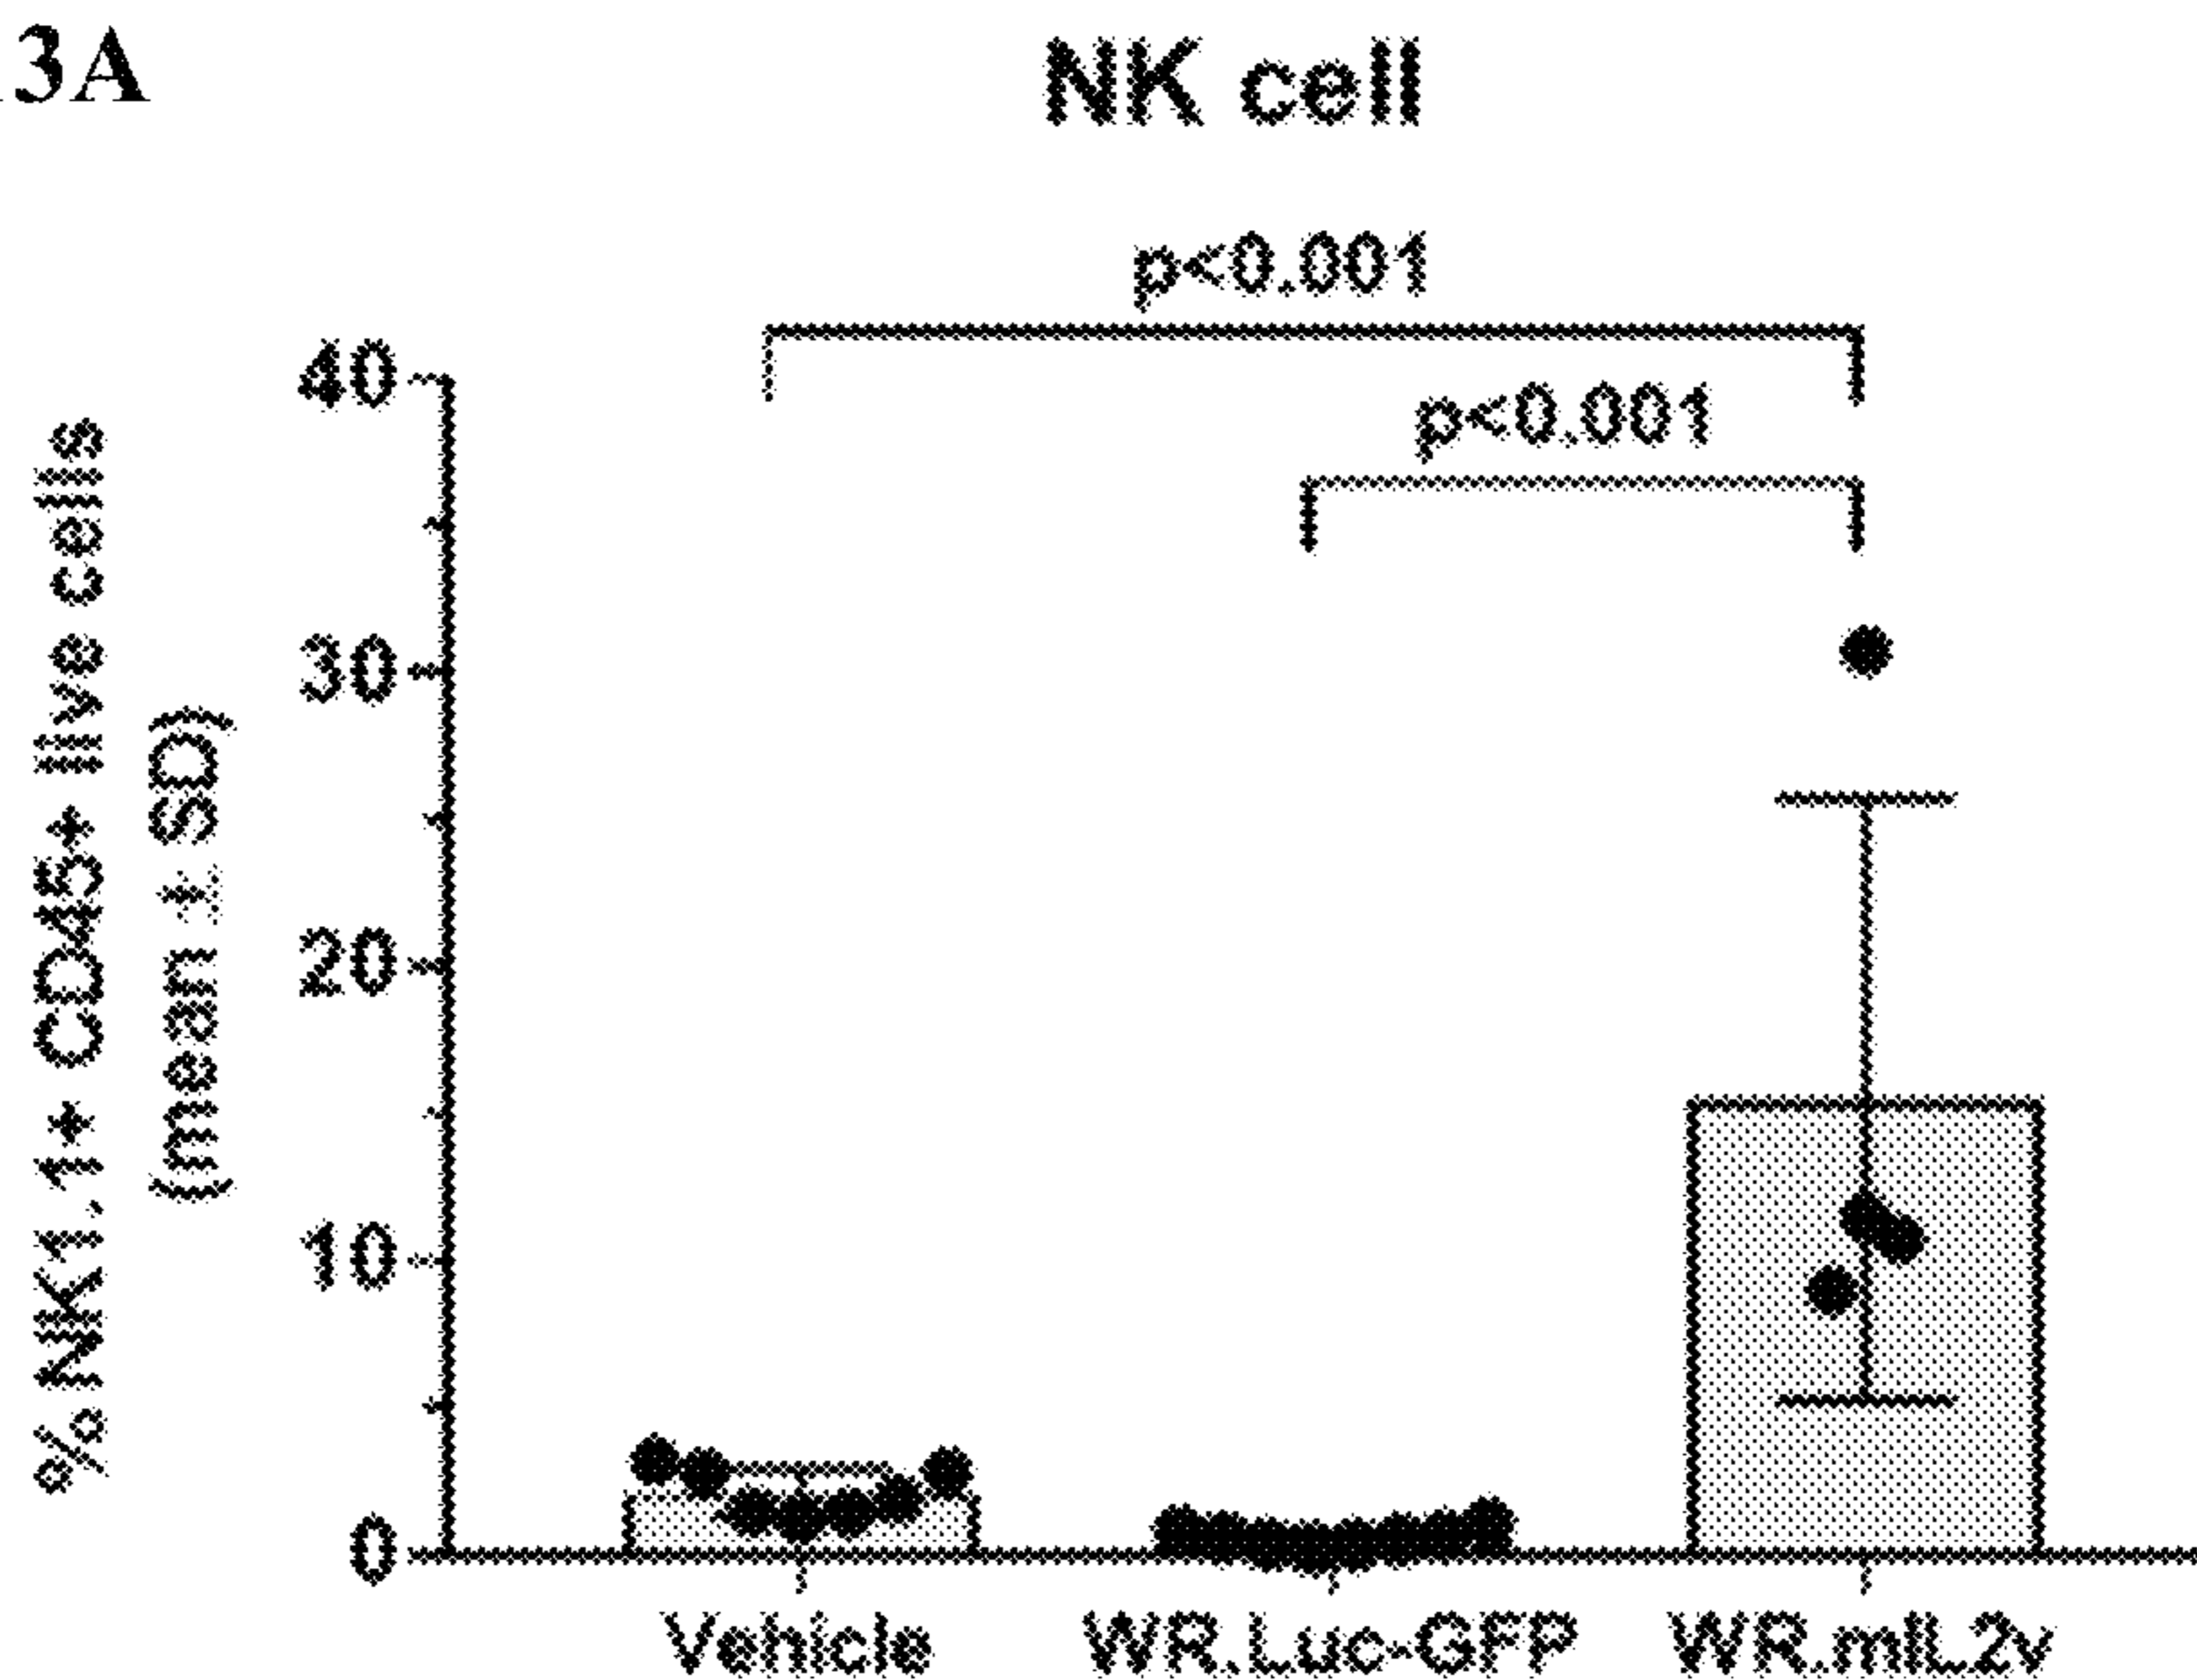 3A
NK cell
p<0.001
p<0.001
% NK1.1+ CD45+ live cells
(mean ± SD)
40
30
20
10
0
Vehicle
WR.Luc-GFP
WR.mIL2v